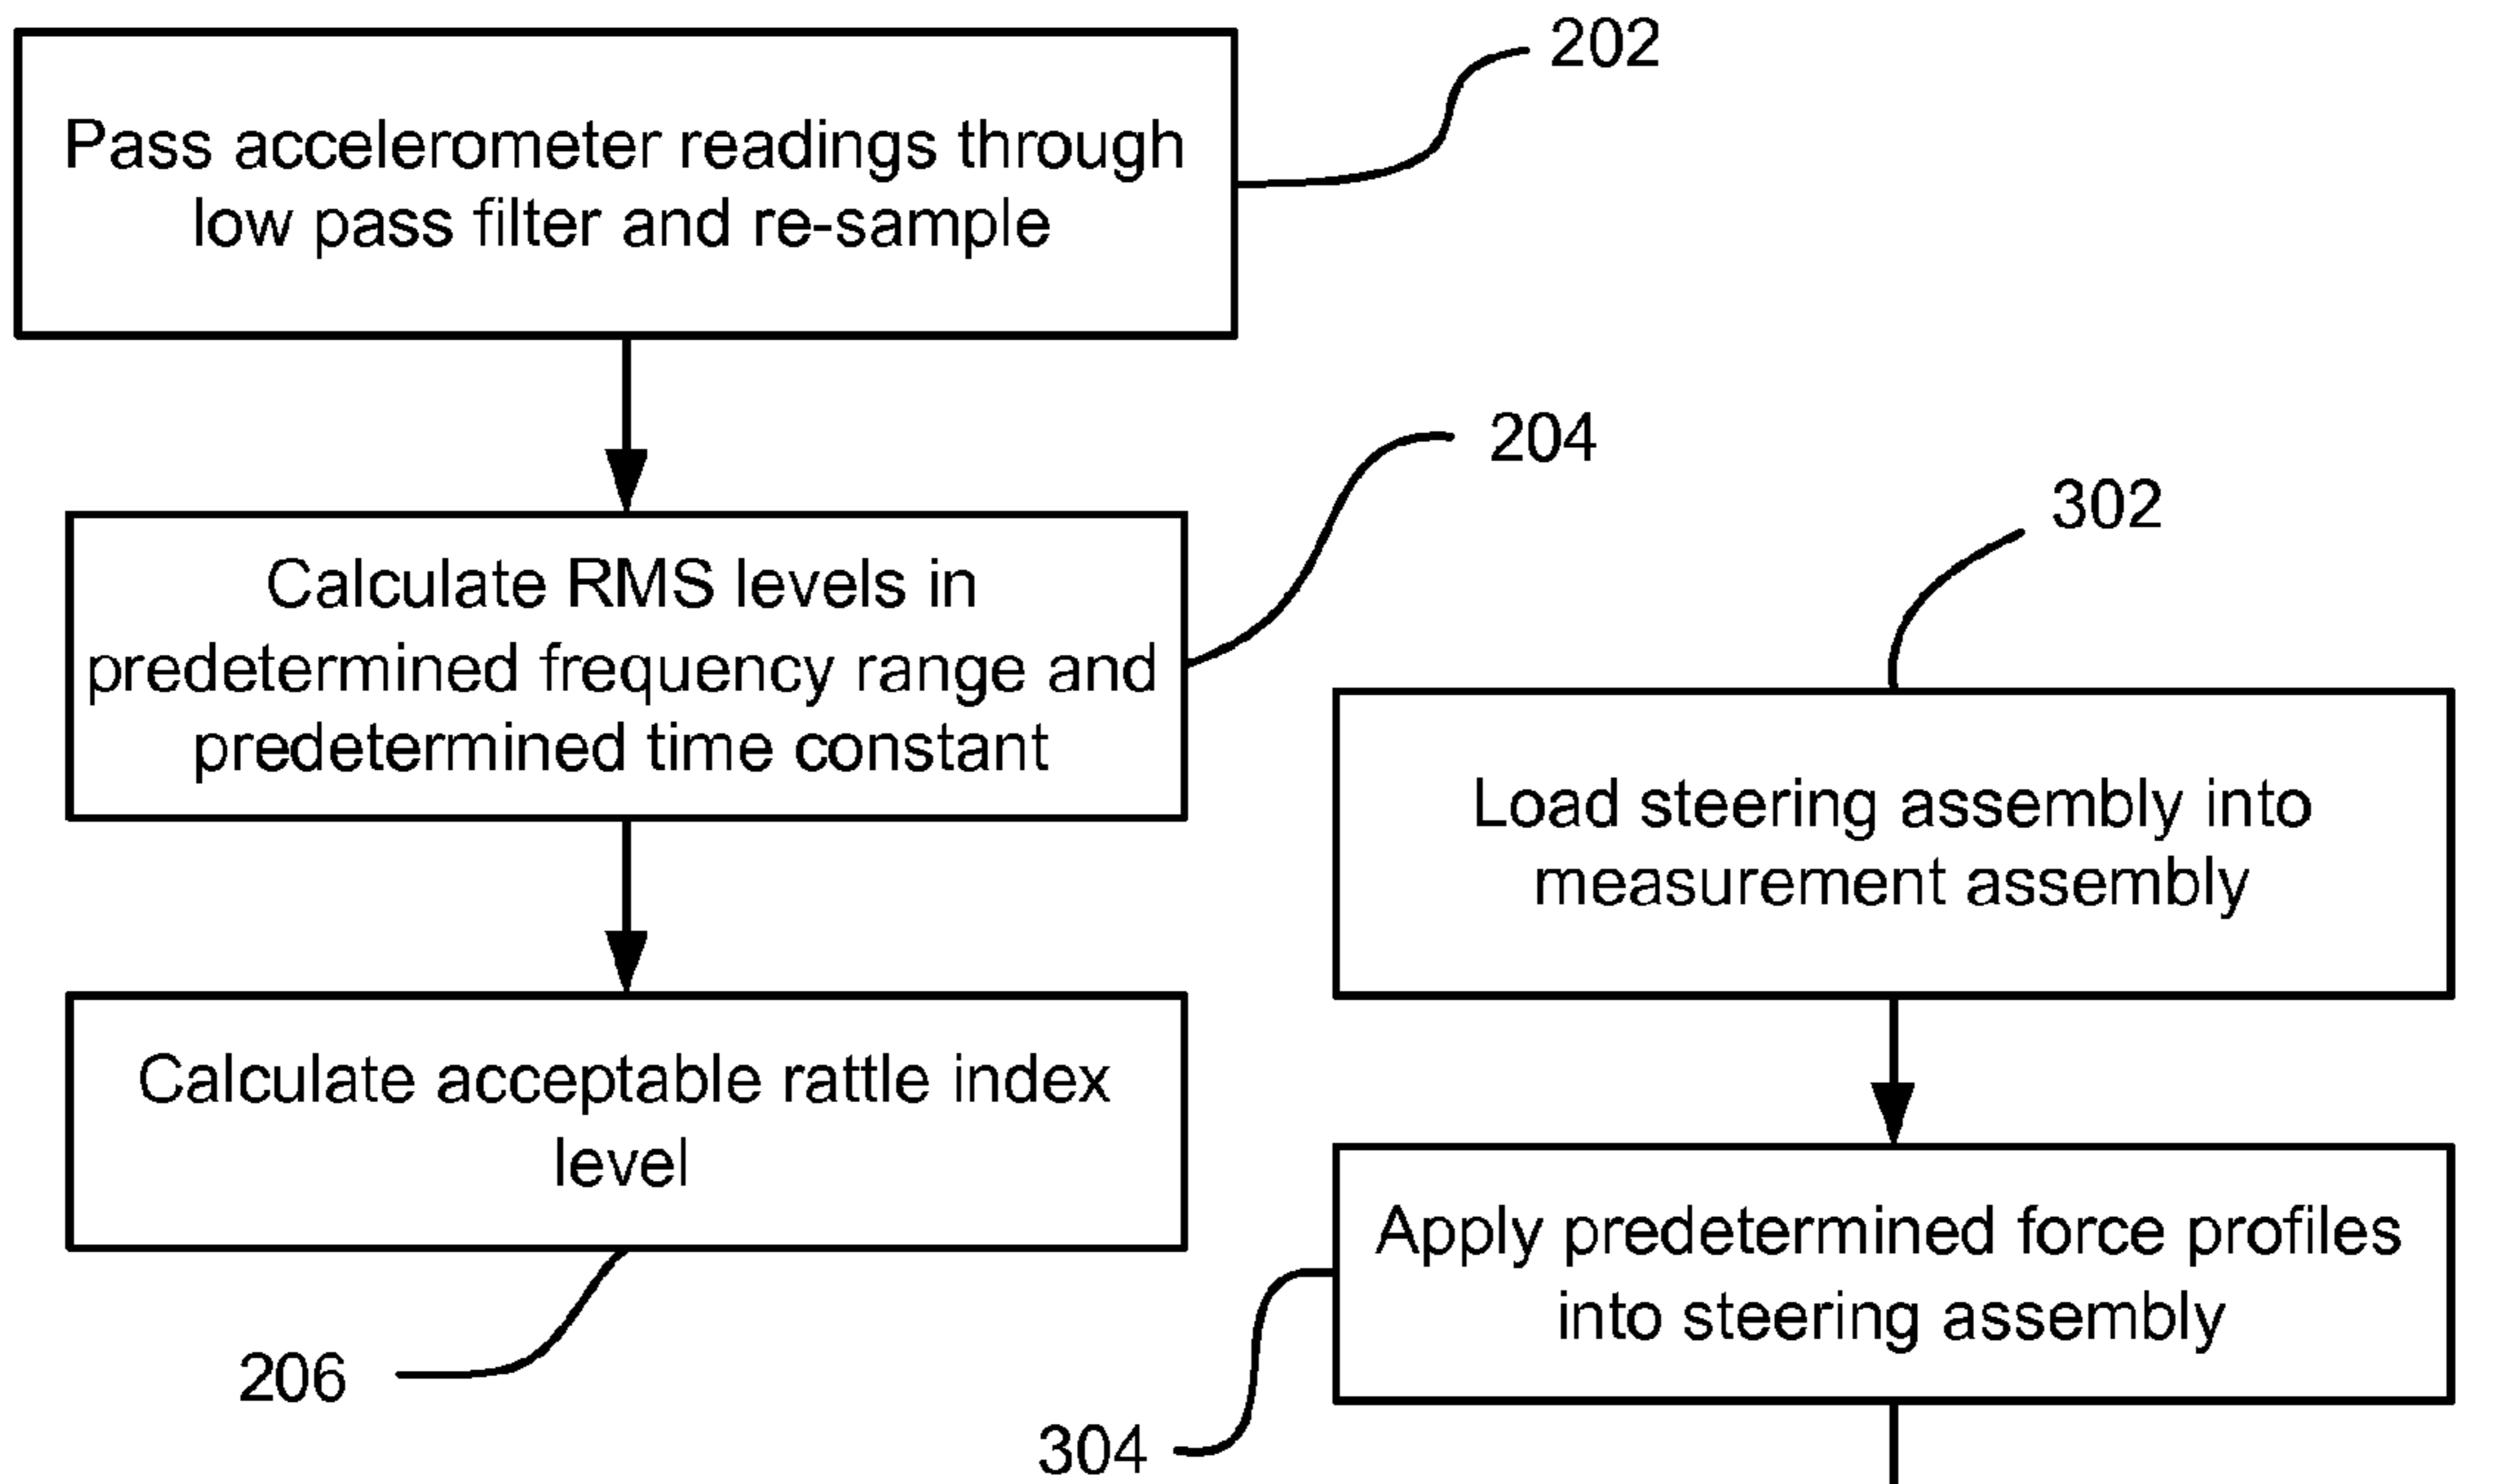 202
Pass accelerometer readings through
low pass filter and re-sample
204
Calculate RMS levels in
predetermined frequency range and
predetermined time constant
Calculate acceptable rattle index
level
206
302
Load steering assembly into
measurement assembly
Apply predetermined force profiles
into steering assembly
304